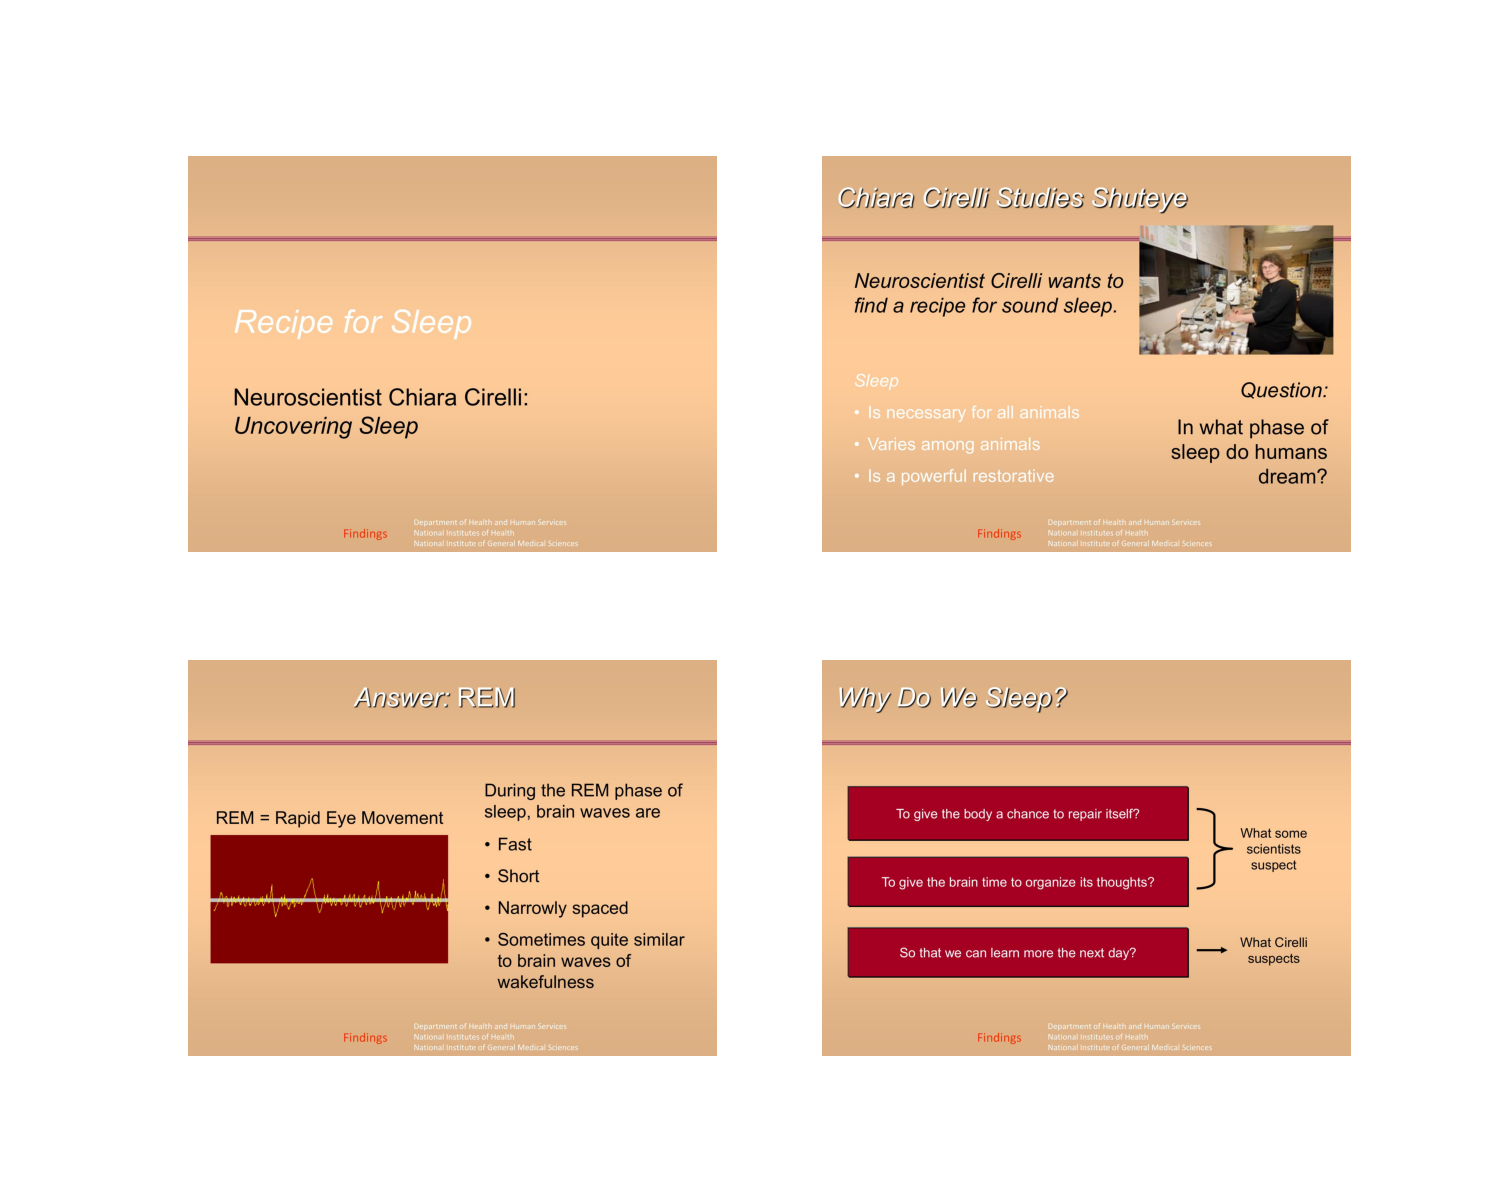 Recipe for Sleep
Neuroscientist Chiara Cirelli:
Uncovering Sleep
Findings
Department of Health and Human Services
National Institutes of Health
National Institute of General Medical Sciences
Chiara Cirelli Studies Shuteye
Neuroscientist Cirelli wants to
find a recipe for sound sleep.
Sleep
• Is necessary for all animals
• Varies among animals
• Is a powerful restorative
Question:
In what phase of
sleep do humans
dream?
Findings
Department of Health and Human Services
National Institutes of Health
National Institute of General Medical Sciences
Answer: REM
REM = Rapid Eye Movement
During the REM phase of
sleep, brain waves are
• Fast
• Short
• Narrowly spaced
• Sometimes quite similar
to brain waves of
wakefulness
Findings
Department of Health and Human Services
National Institutes of Health
National Institute of General Medical Sciences
Why Do We Sleep?
To give the body a chance to repair itself?
To give the brain time to organize its thoughts?
What some
scientists
suspect
So that we can learn more the next day?
What Cirelli
suspects
Findings
Department of Health and Human Services
National Institutes of Health
National Institute of General Medical Sciences